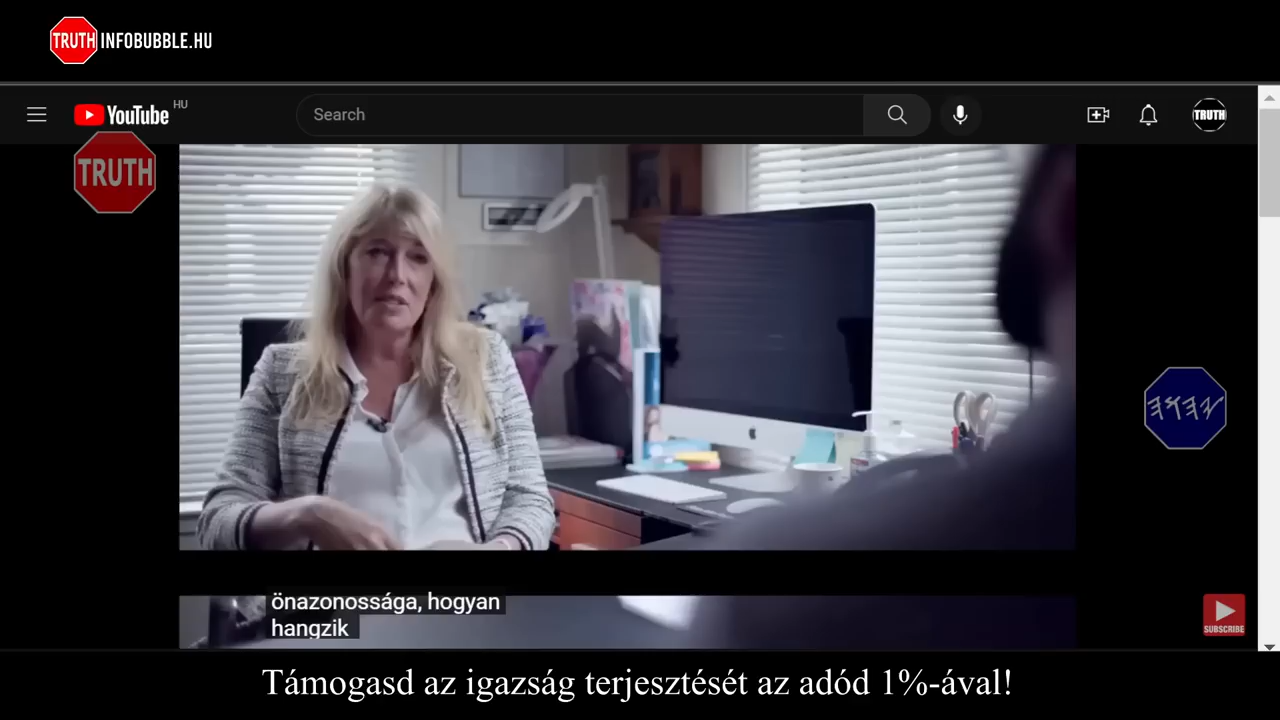 TRUTH INFOBUBBLE.HU
YouTube HU
Search
TRUTH
TRUTH
𐤉𐤄𐤅𐤄
önazonossága, hogyan
hangzik
SUBSCRIBE
Támogasd az igazság terjesztését az adód 1%-ával!